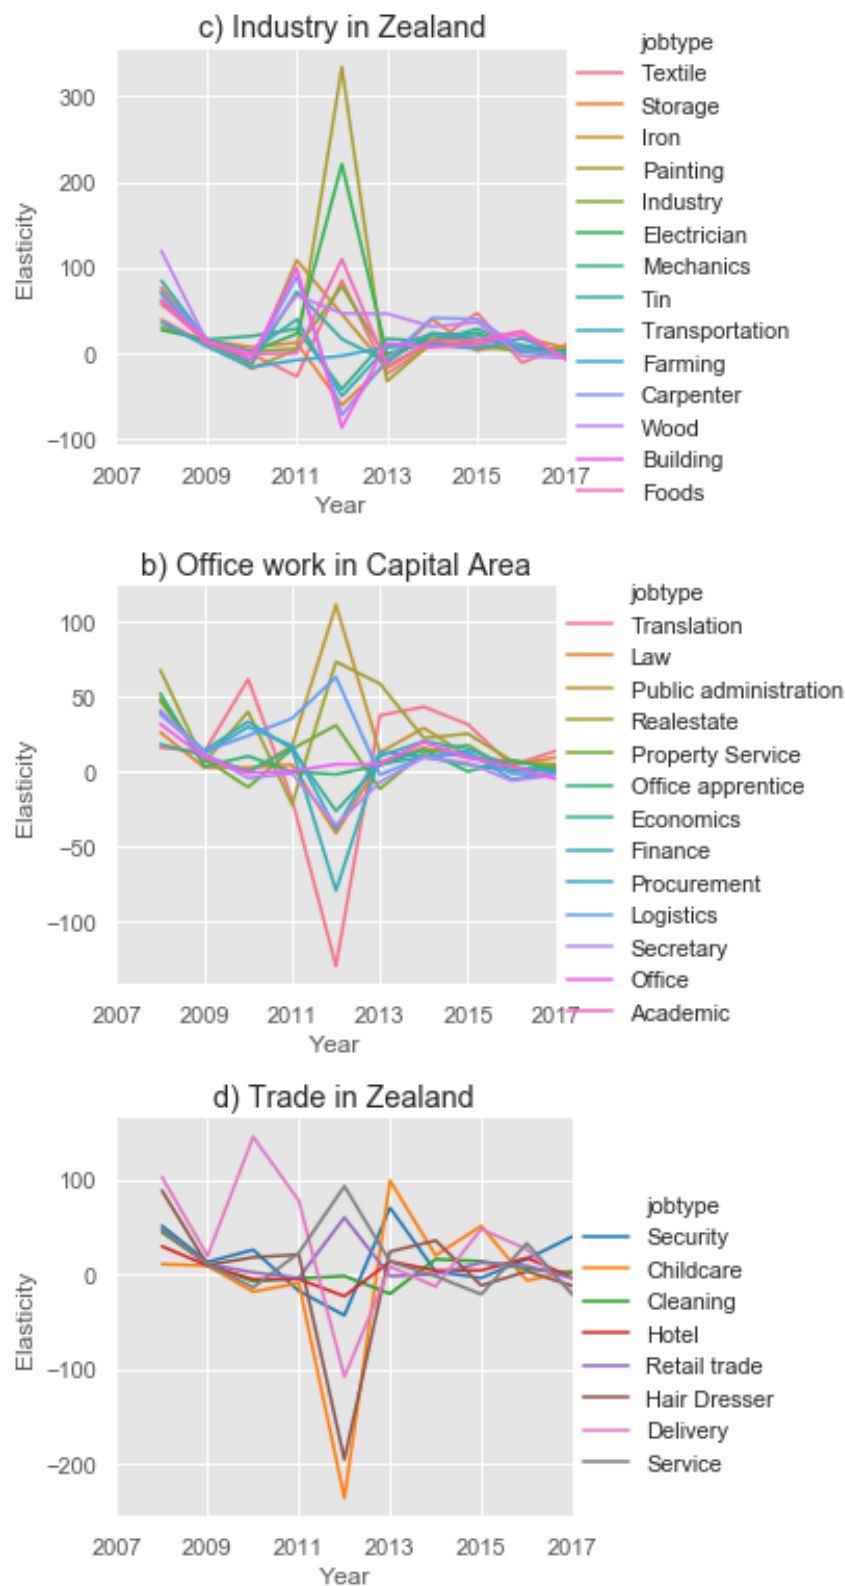 c) Industry in Zealand
Elasticity
300
200
100
0
−100
2007 2009 2011 2013 2015 2017
Year
jobtype
Textile
Storage
Iron
Painting
Industry
Electrician
Mechanics
Tin
Transportation
Farming
Carpenter
Wood
Building
Foods
b) Office work in Capital Area
Elasticity
100
50
0
−50
−100
2007 2009 2011 2013 2015 2017
Year
jobtype
Translation
Law
Public administration
Realestate
Property Service
Office apprentice
Economics
Finance
Procurement
Logistics
Secretary
Office
Academic
d) Trade in Zealand
Elasticity
100
0
−100
−200
2007 2009 2011 2013 2015 2017
Year
jobtype
Security
Childcare
Cleaning
Hotel
Retail trade
Hair Dresser
Delivery
Service